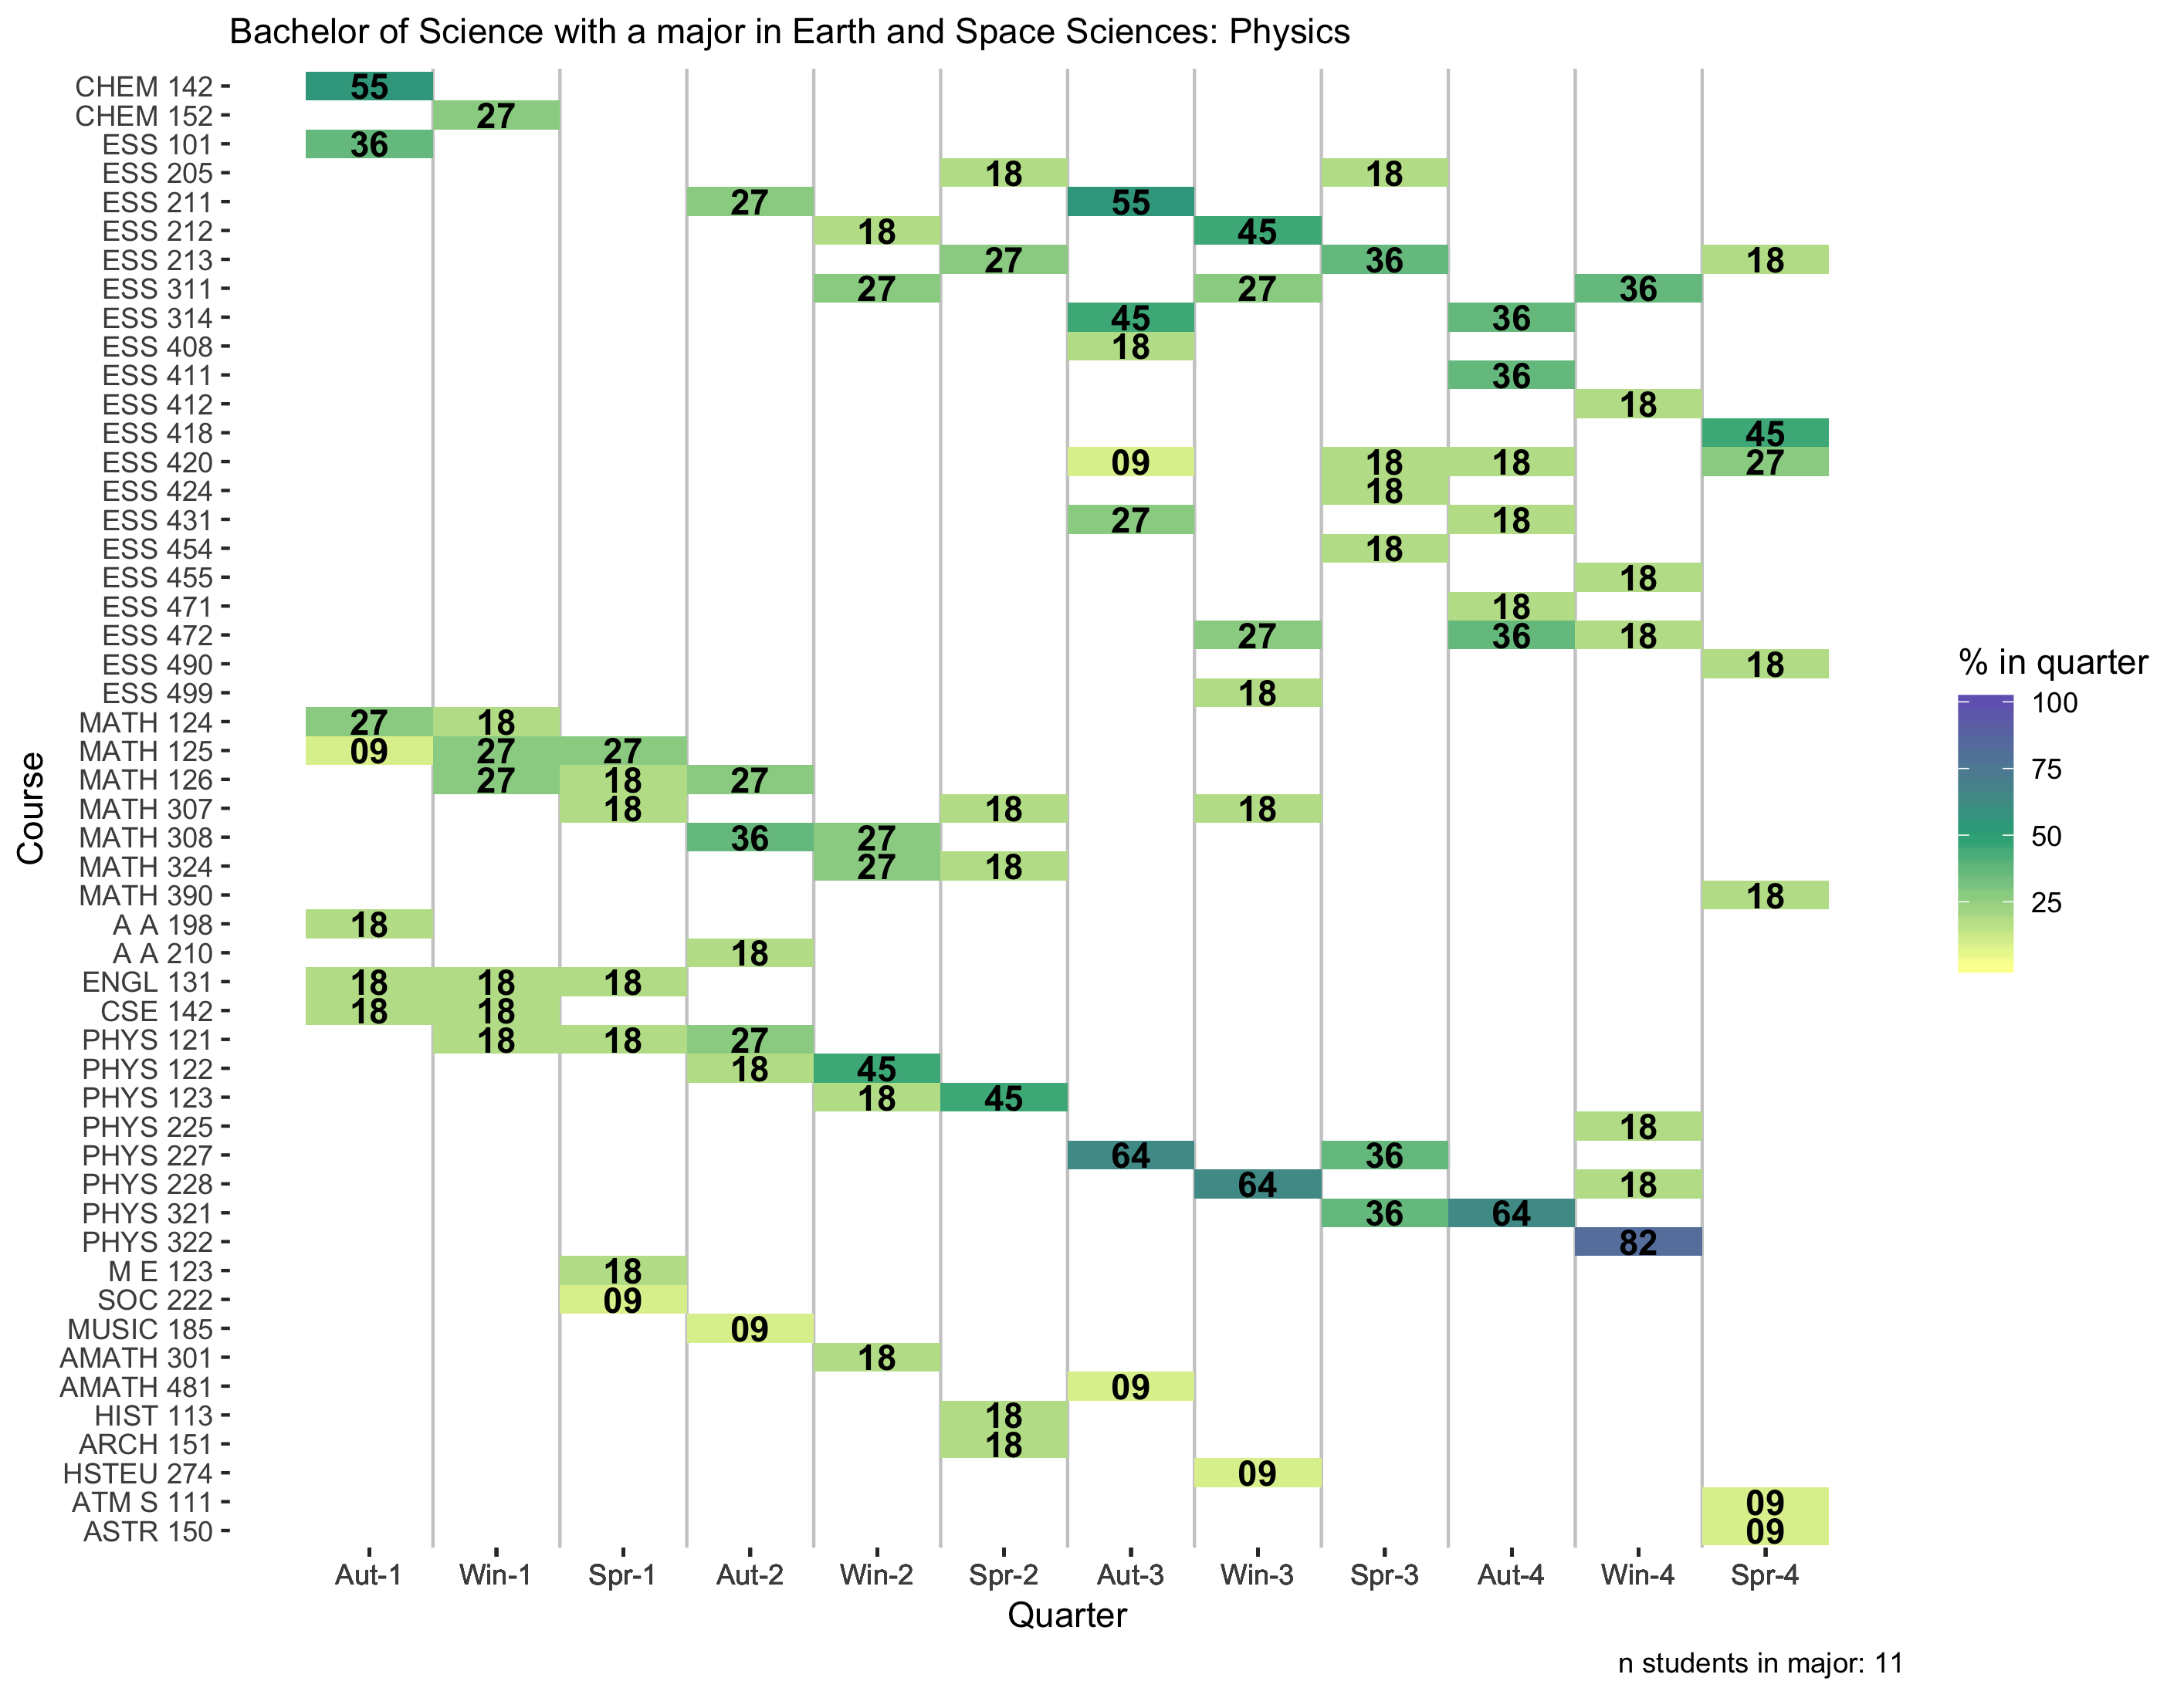 Bachelor of Science with a major in Earth and Space Sciences: Physics
Course
CHEM 142 55
CHEM 152 27
ESS 101 36
ESS 205 18 18
ESS 211 27 55
ESS 212 18 45
ESS 213 27 36 18
ESS 311 27 27 36
ESS 314 45 36
ESS 408 18
ESS 411 36
ESS 412 18
ESS 418 45
ESS 420 09 18 18 27
ESS 424 18
ESS 431 27 18
ESS 454 18
ESS 455 18
ESS 471 18
ESS 472 27 36 18
ESS 490 18
ESS 499 18
MATH 124 27 18
MATH 125 09 27 27
MATH 126 27 18 27
MATH 307 18 18 18
MATH 308 36 27
MATH 324 27 18
MATH 390 18
A A 198 18
A A 210 18
ENGL 131 18 18 18
CSE 142 18 18
PHYS 121 18 18 27
PHYS 122 18 45
PHYS 123 18 45
PHYS 225 18
PHYS 227 64 36
PHYS 228 64 18
PHYS 321 36 64
PHYS 322 82
M E 123 18
SOC 222 09
MUSIC 185 09
AMATH 301 18
AMATH 481 09
HIST 113 18
ARCH 151 18
HSTEU 274 09
ATM S 111 09
ASTR 150 09
Aut-1 Win-1 Spr-1 Aut-2 Win-2 Spr-2 Aut-3 Win-3 Spr-3 Aut-4 Win-4 Spr-4
Quarter
% in quarter
100
75
50
25
n students in major: 11